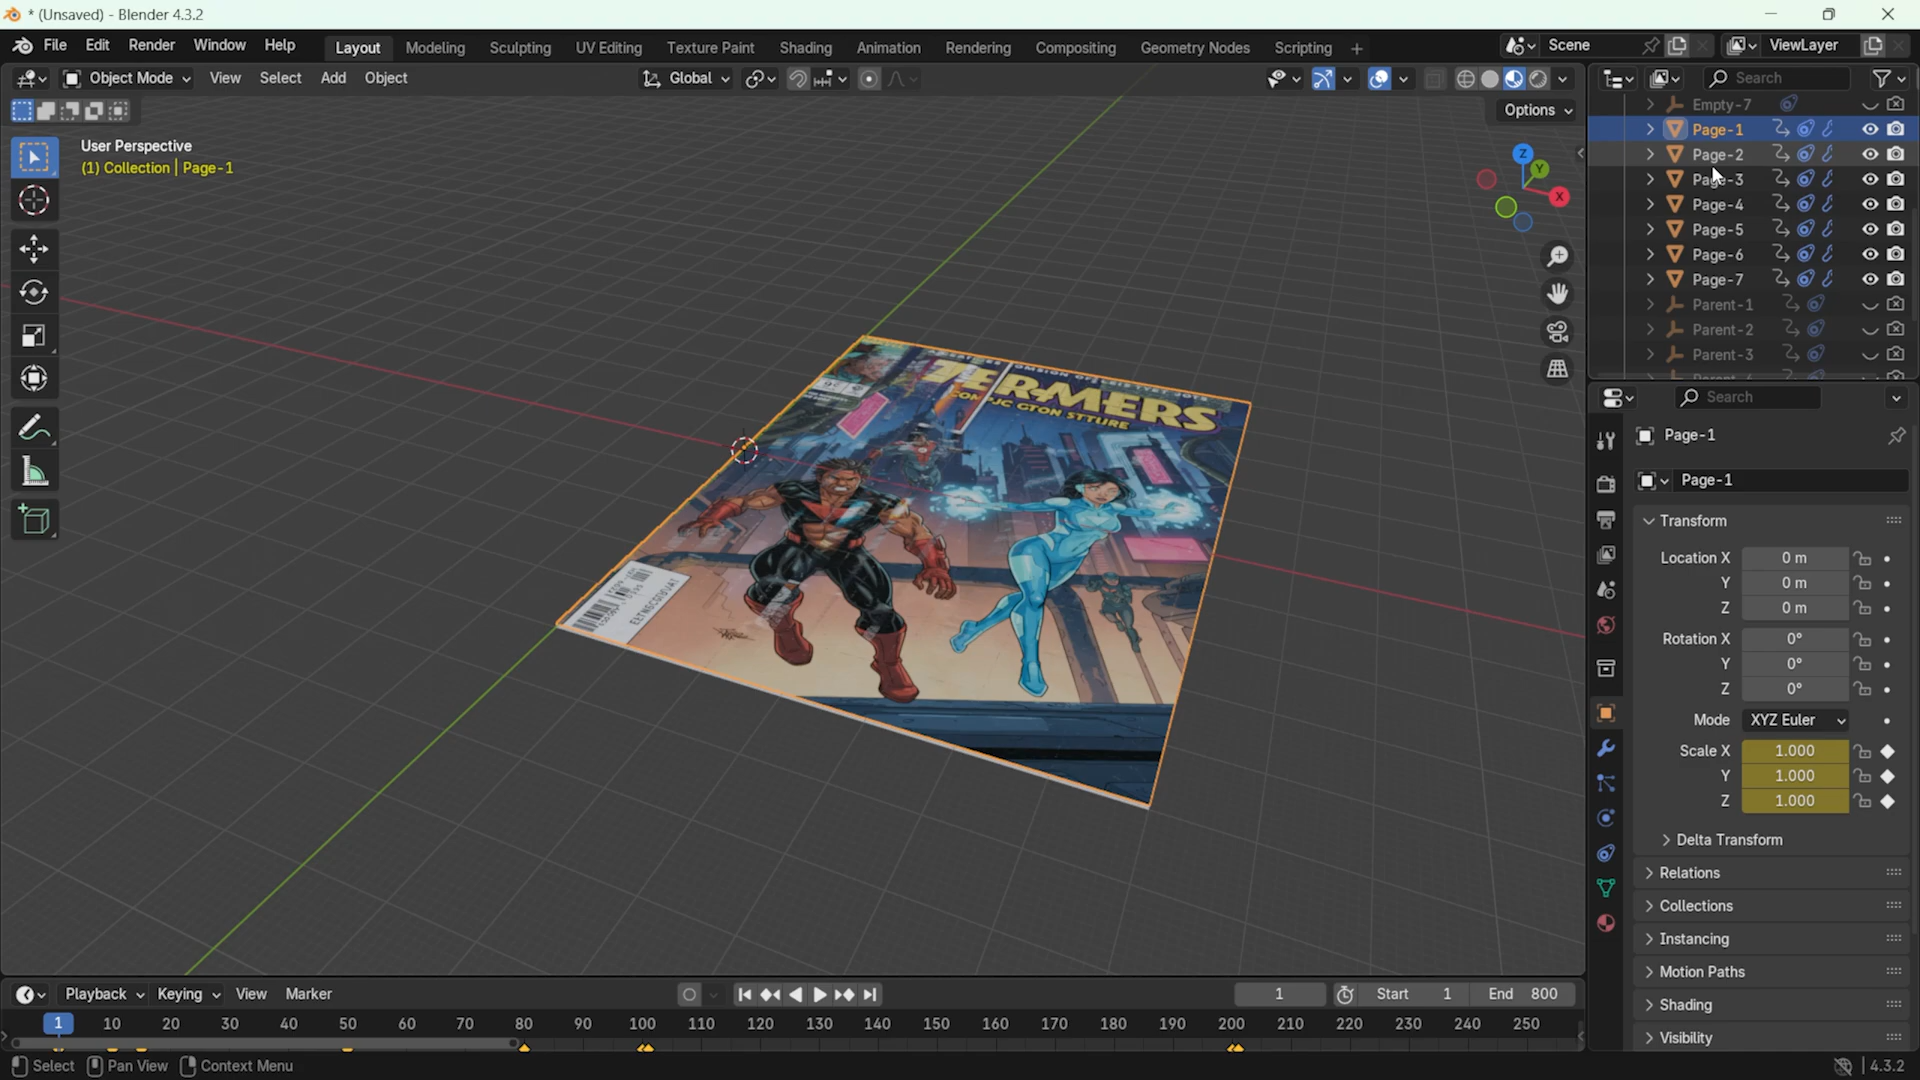 * (Unsaved) - Blender 4.3.2
File Edit Render Window Help
Layout Modeling Sculpting UV Editing Texture Paint Shading Animation Rendering Compositing Geometry Nodes Scripting +
Scene
ViewLayer
Object Mode View Select Add Object
Global
Search
Options
User Perspective
(1) Collection | Page-1
Z
Y
X
Empty-7
Page-1
Page-2
Page-3
Page-4
Page-5
Page-6
Page-7
Parent-1
Parent-2
Parent-3
Search
Page-1
Page-1
Transform
Location X 0 m
Y 0 m
Z 0 m
Rotation X 0°
Y 0°
Z 0°
Mode XYZ Euler
Scale X 1.000
Y 1.000
Z 1.000
Delta Transform
Relations
Collections
Instancing
Motion Paths
Shading
Visibility
ZERMERS
COMPJC GTON STTURE
Playback Keying View Marker
1
Start 1 End 800
1 10 20 30 40 50 60 70 80 90 100 110 120 130 140 150 160 170 180 190 200 210 220 230 240 250
Select Pan View Context Menu
4.3.2